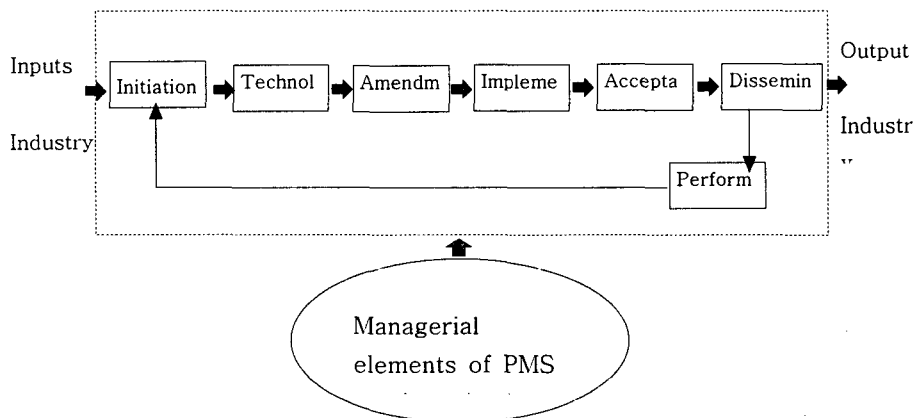 Inputs
Industry
Initiation
Technol
Amendm
Impleme
Accepta
Dissemin
Output
Industr
Perform
Managerial
elements of PMS